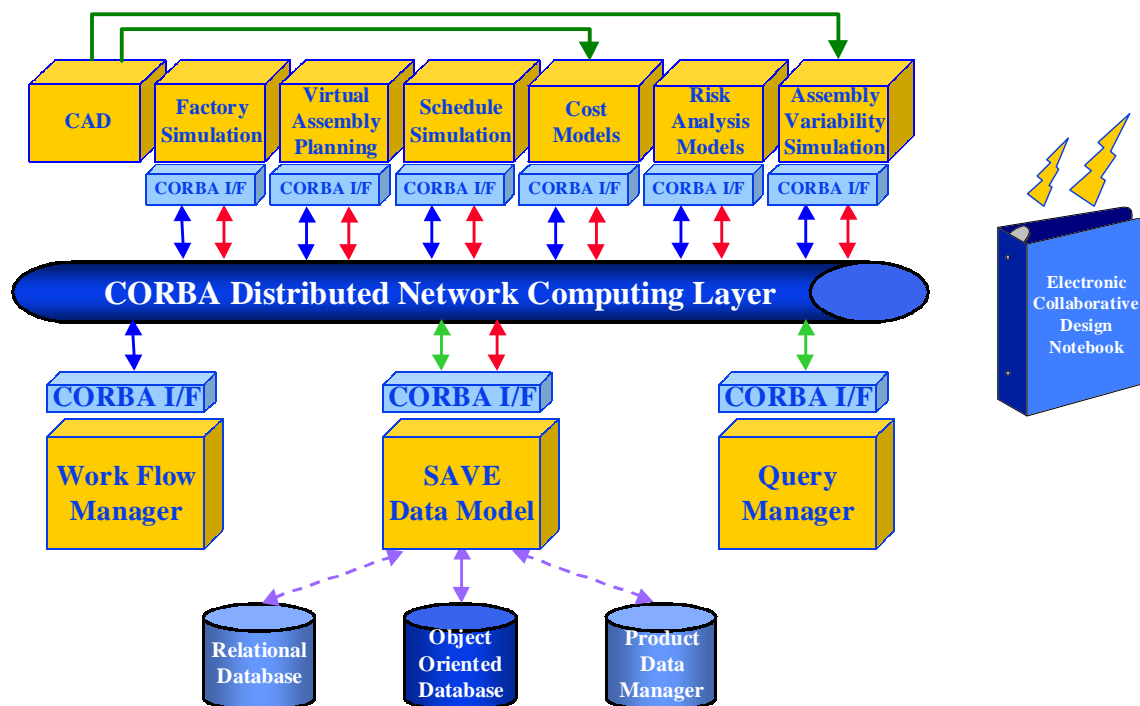 CAD
Factory
Simulation
Virtual
Assembly
Planning
Schedule
Simulation
Cost
Models
Risk
Analysis
Models
Assembly
Variability
Simulation
CORBA I/F
CORBA I/F
CORBA I/F
CORBA I/F
CORBA I/F
CORBA I/F
CORBA Distributed Network Computing Layer
Electronic
Collaborative
Design
Notebook
CORBA I/F
CORBA I/F
CORBA I/F
Work Flow
Manager
SAVE
Data Model
Query
Manager
Relational
Database
Object
Oriented
Database
Product
Data
Manager